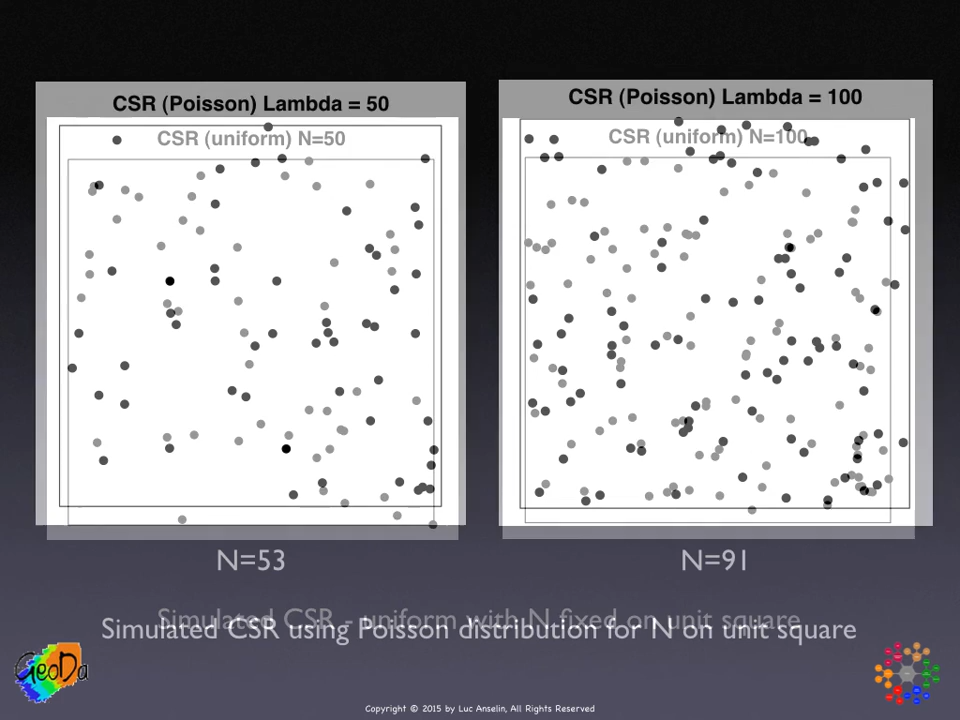 CSR (Poisson) Lambda = 50
CSR (Poisson) Lambda = 100
CSR (uniform) N=50
CSR (uniform) N=100
N=53
N=91
Simulated CSR - uniform with N fixed on unit square
Simulated CSR using Poisson distribution for N on unit square
GeoDa
Copyright © 2015 by Luc Anselin, All Rights Reserved